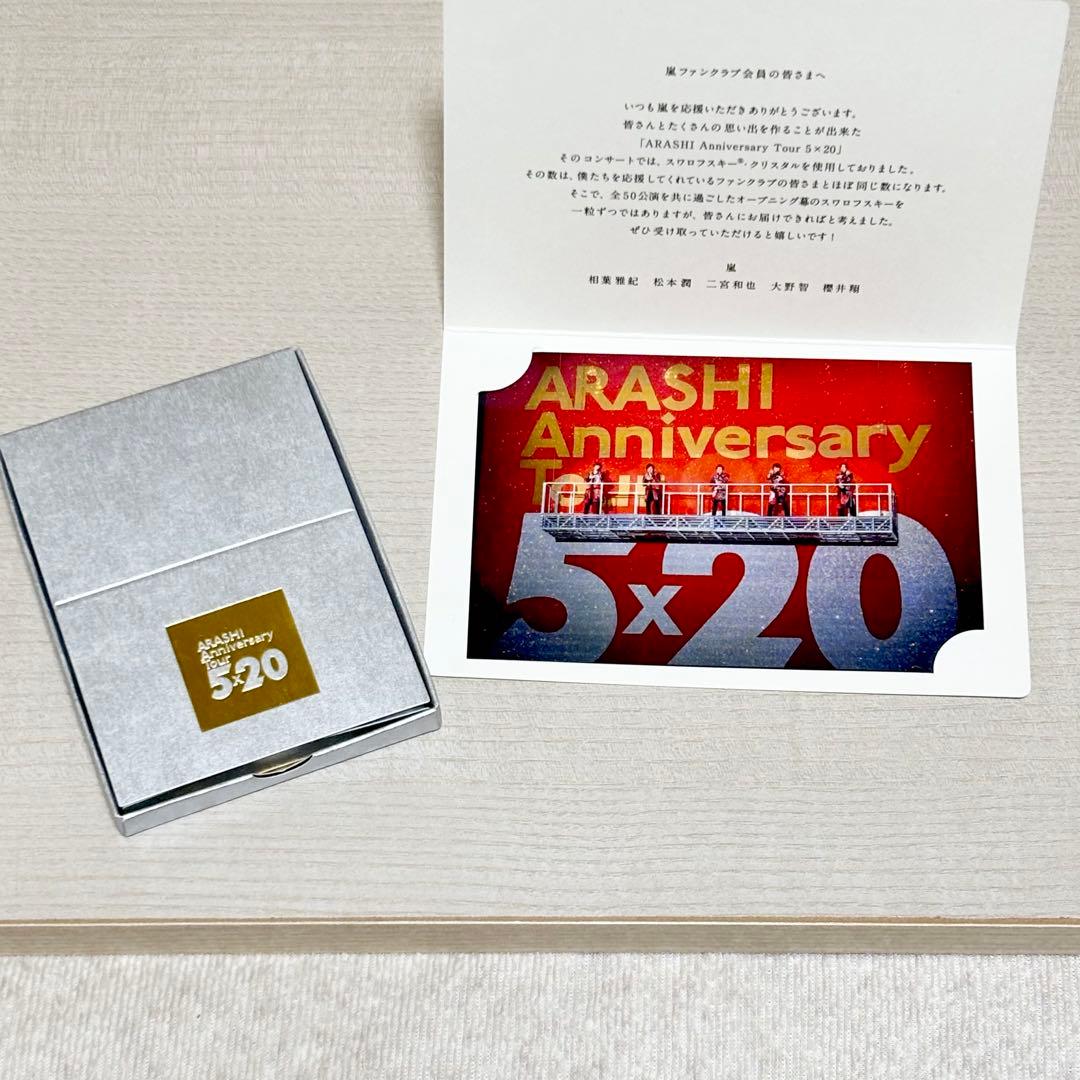 嵐ファンクラブ会員の皆さまへ
いつも嵐を応援いただきありがとうございます。
皆さんとたくさんの思い出を作ることが出来た
「ARASHI Anniversary Tour 5×20」
そのコンサートでは、スワロフスキー®・クリスタルを使用しておりました。
その数は、僕たちを応援してくれているファンクラブの皆さまとほぼ同じ数になります。
そこで、全50公演を共に過ごしたオープニング幕のスワロフスキーを
一粒ずつではありますが、皆さんにお届けできればと考えました。
ぜひ受け取っていただけると嬉しいです!
嵐
相葉雅紀 松本潤 二宮和也 大野智 櫻井翔
ARASHI
Anniversary
Tour
5x20
ARASHI
Anniversary
Tour
5x20